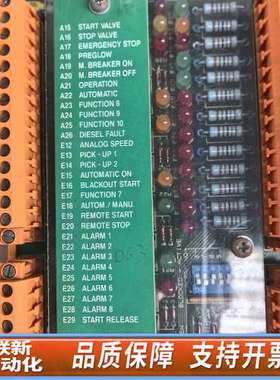 A15 START VALVE
A16 STOP VALVE
A17 EMERGENCY STOP
A18 PREGLOW
A19 M. BREAKER ON
A20 M. BREAKER OFF
A21 OPERATION
A22 AUTOMATIC
A23 FUNCTION 8
A24 FUNCTION 9
A25 FUNCTION 10
A26 DIESEL FAULT
E12 ANALOG SPEED
E13 PICK - UP 1
E14 PICK - UP 2
E15 AUTOMATIC ON
E16 BLACKOUT START
E17 FUNCTION 7
E18 AUTOM./ MANU.
E19 REMOTE START
E20 REMOTE STOP
E21 ALARM 1
E22 ALARM 2
E23 ALARM 3
E24 ALARM 4
E25 ALARM 5
E26 ALARM 6
E27 ALARM 7
E28 ALARM 8
E29 START RELEASE
品质保障 支持开票